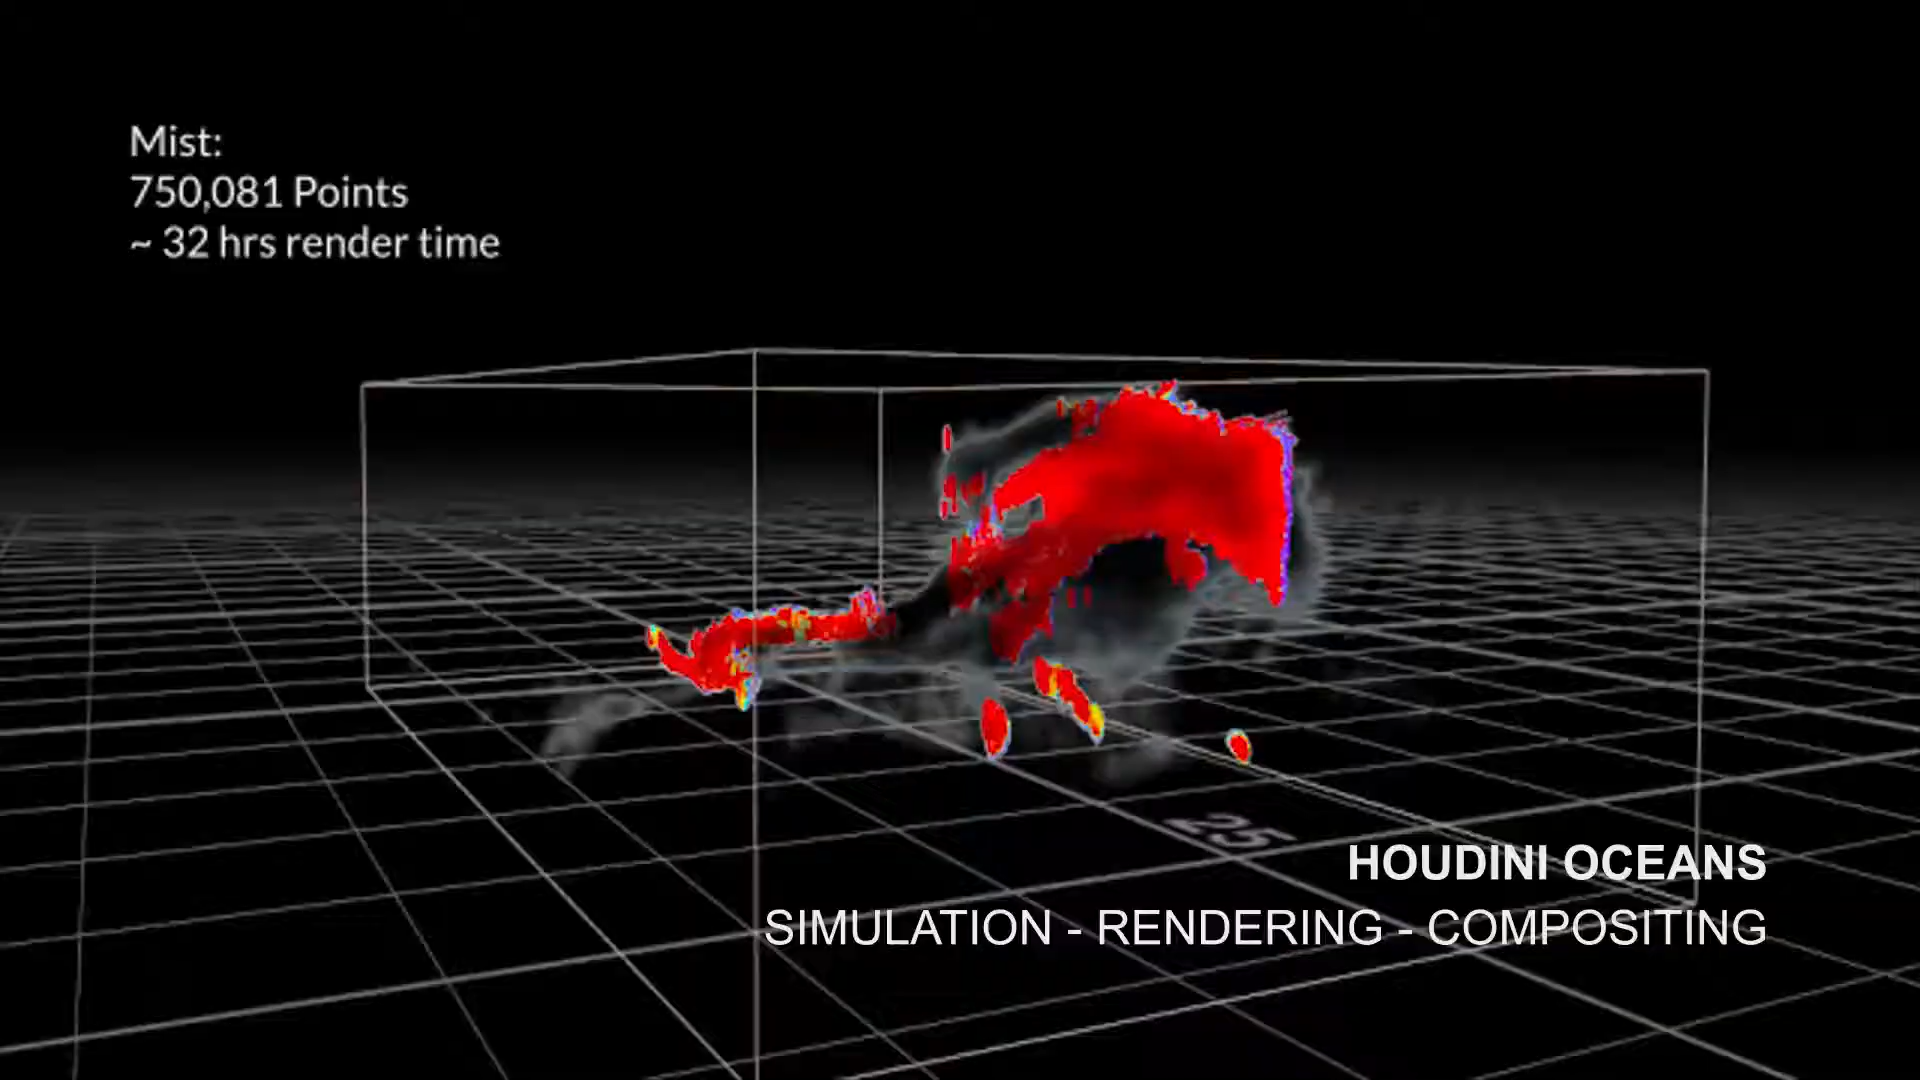 Mist:
750,081 Points
~ 32 hrs render time
25
HOUDINI OCEANS
SIMULATION - RENDERING - COMPOSITING